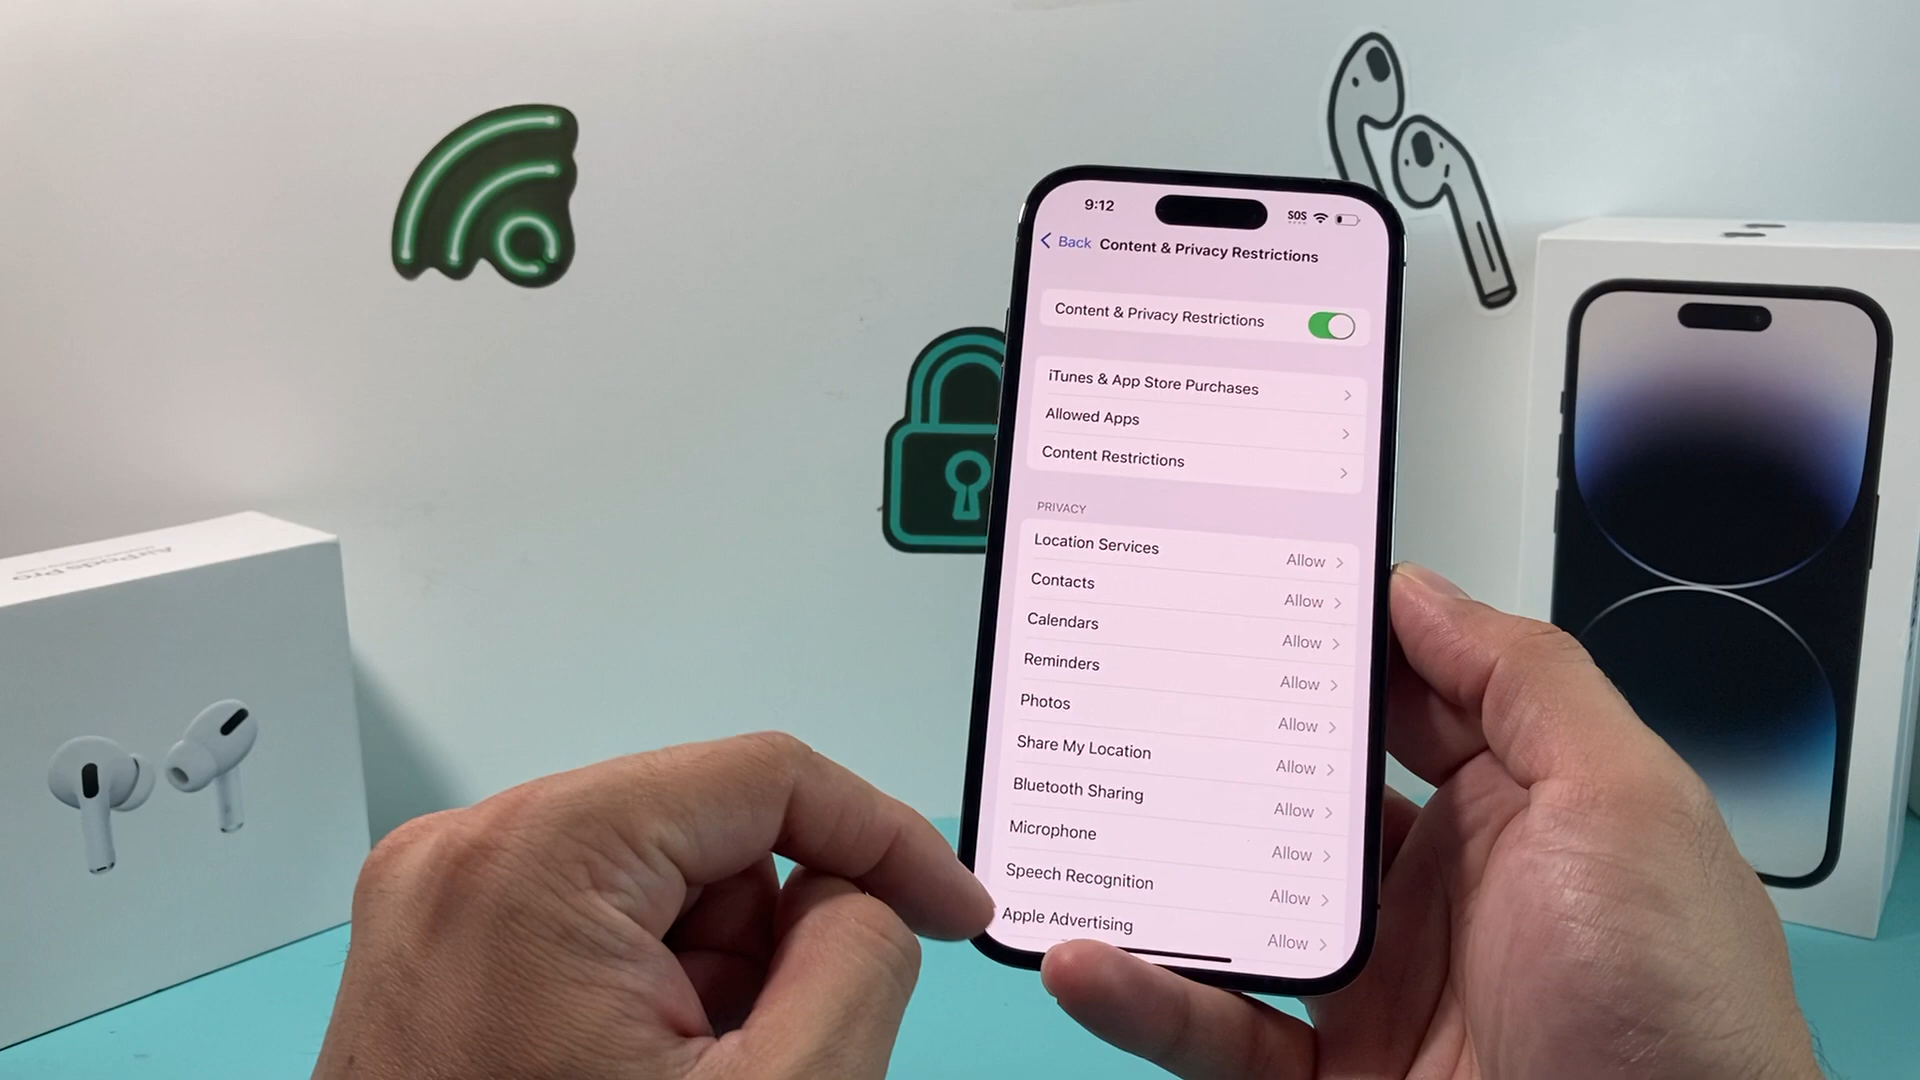 9:12
SOS
Back Content & Privacy Restrictions
Content & Privacy Restrictions
iTunes & App Store Purchases
Allowed Apps
Content Restrictions
PRIVACY
Location Services Allow
Contacts Allow
Calendars Allow
Reminders Allow
Photos Allow
Share My Location Allow
Bluetooth Sharing Allow
Microphone Allow
Speech Recognition Allow
Apple Advertising Allow
AirPods Pro